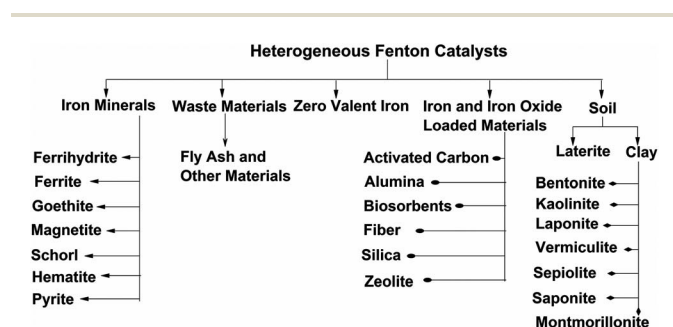 Heterogeneous Fenton Catalysts
Iron Minerals
Waste Materials
Zero Valent Iron
Iron and Iron Oxide
Loaded Materials
Soil
Ferrihydrite
Ferrite
Goethite
Magnetite
Schorl
Hematite
Pyrite
Fly Ash and
Other Materials
Activated Carbon
Alumina
Biosorbents
Fiber
Silica
Zeolite
Laterite
Clay
Bentonite
Kaolinite
Laponite
Vermiculite
Sepiolite
Saponite
Montmorillonite